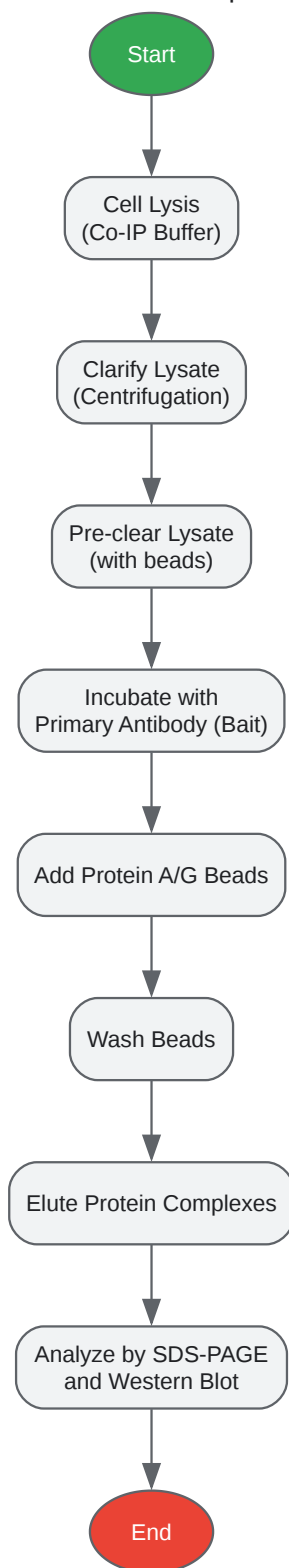 Start
Cell Lysis
(Co-IP Buffer)
Clarify Lysate
(Centrifugation)
Pre-clear Lysate
(with beads)
Incubate with
Primary Antibody (Bait)
Add Protein A/G Beads
Wash Beads
Elute Protein Complexes
Analyze by SDS-PAGE
and Western Blot
End